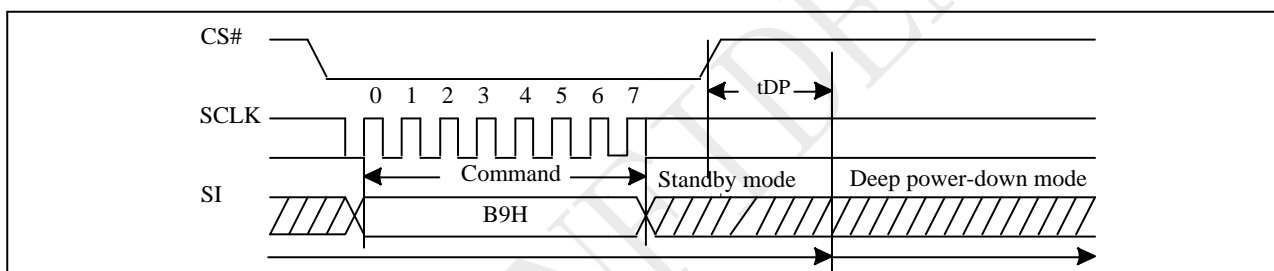 CS#
tDP
0 1 2 3 4 5 6 7
SCLK
Command
Standby mode
Deep power-down mode
SI
B9H